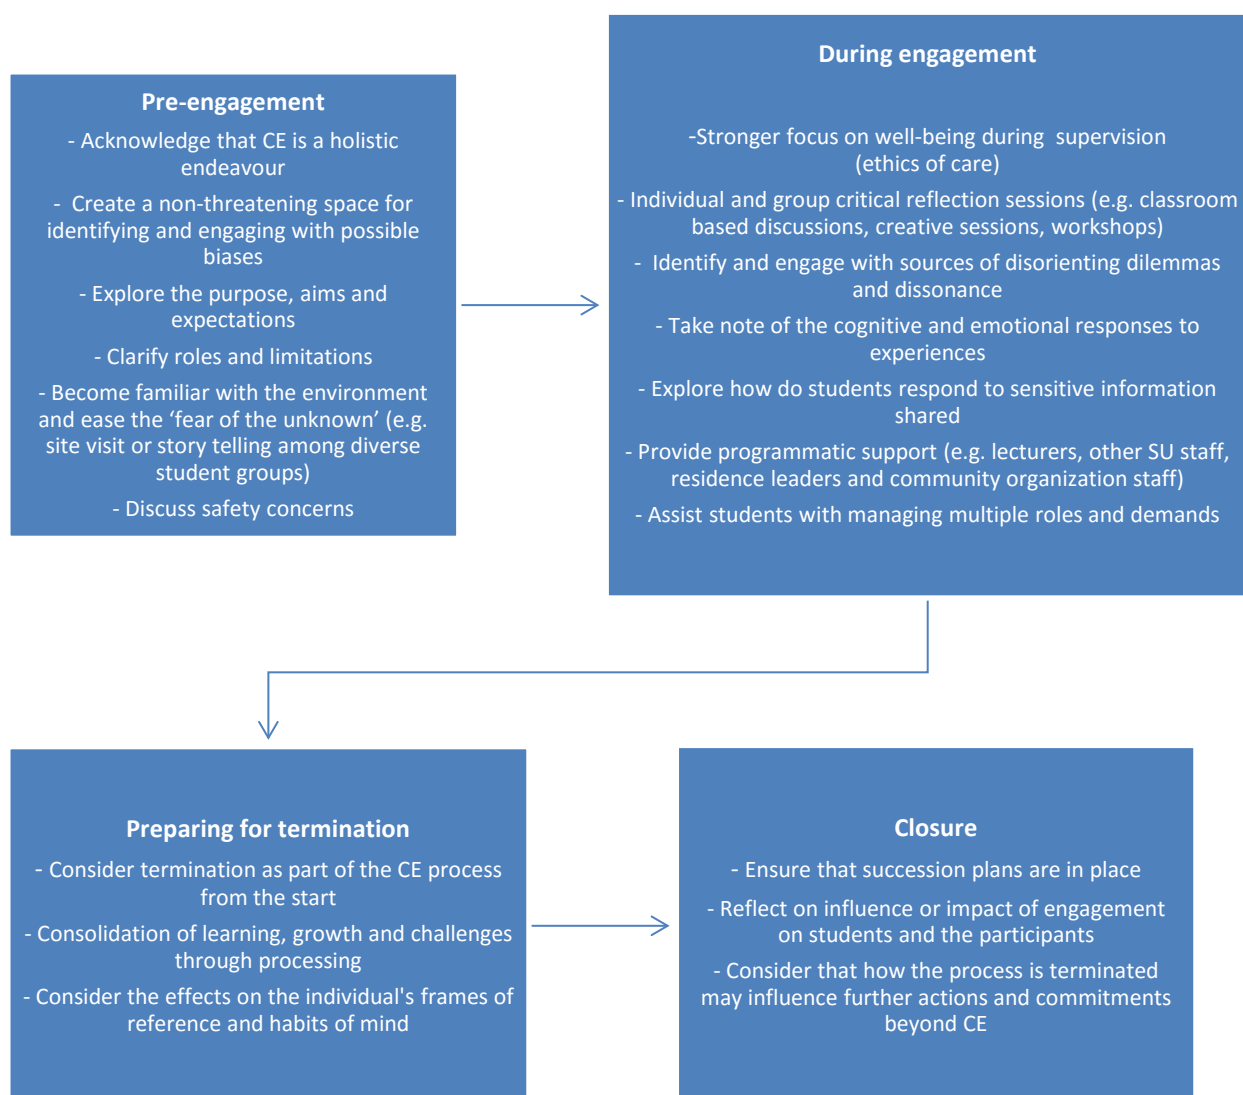 Pre-engagement
- Acknowledge that CE is a holistic
endeavour
- Create a non-threatening space for
identifying and engaging with possible
biases
- Explore the purpose, aims and
expectations
- Clarify roles and limitations
- Become familiar with the environment
and ease the ‘fear of the unknown’ (e.g.
site visit or story telling among diverse
student groups)
- Discuss safety concerns
During engagement
-Stronger focus on well-being during supervision
(ethics of care)
- Individual and group critical reflection sessions (e.g. classroom
based discussions, creative sessions, workshops)
- Identify and engage with sources of disorienting dilemmas
and dissonance
- Take note of the cognitive and emotional responses to
experiences
- Explore how do students respond to sensitive information
shared
- Provide programmatic support (e.g. lecturers, other SU staff,
residence leaders and community organization staff)
- Assist students with managing multiple roles and demands
Preparing for termination
- Consider termination as part of the CE process
from the start
- Consolidation of learning, growth and challenges
through processing
- Consider the effects on the individual's frames of
reference and habits of mind
Closure
- Ensure that succession plans are in place
- Reflect on influence or impact of engagement
on students and the participants
- Consider that how the process is terminated
may influence further actions and commitments
beyond CE